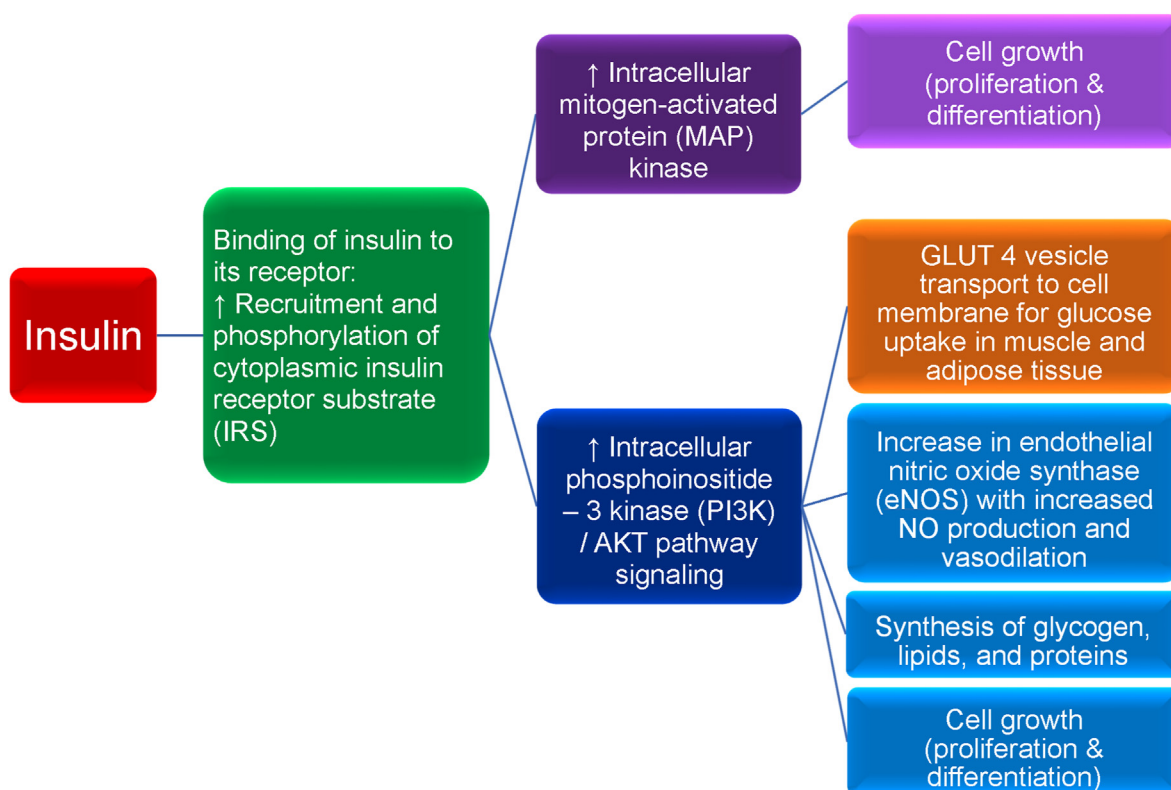 Insulin
Binding of insulin to
its receptor:
↑ Recruitment and
phosphorylation of
cytoplasmic insulin
receptor substrate
(IRS)
↑ Intracellular
mitogen-activated
protein (MAP)
kinase
Cell growth
(proliferation &
differentiation)
↑ Intracellular
phosphoinositide
– 3 kinase (PI3K)
/ AKT pathway
signaling
GLUT 4 vesicle
transport to cell
membrane for glucose
uptake in muscle and
adipose tissue
Increase in endothelial
nitric oxide synthase
(eNOS) with increased
NO production and
vasodilation
Synthesis of glycogen,
lipids, and proteins
Cell growth
(proliferation &
differentiation)